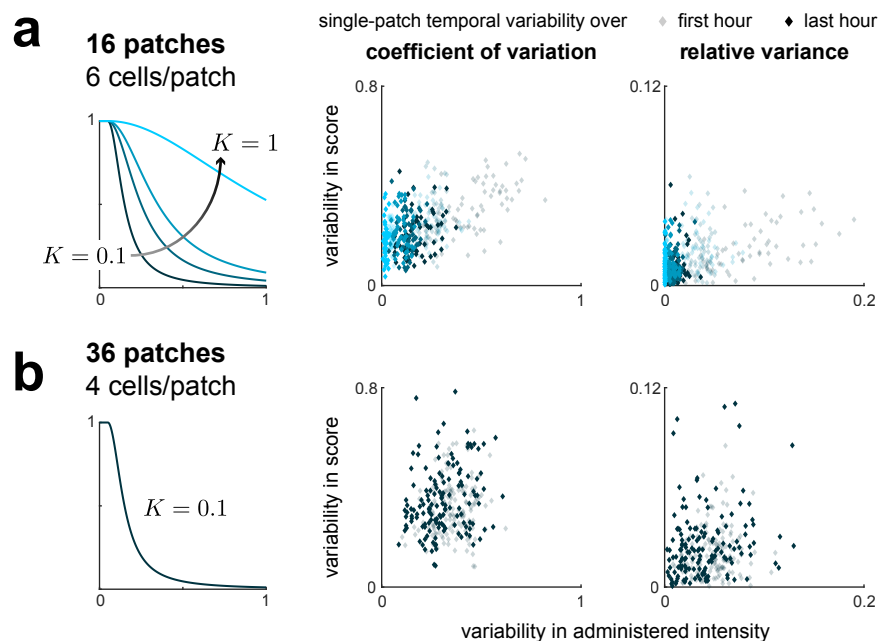 a
16 patches
6 cells/patch
single-patch temporal variability over
first hour
last hour
coefficient of variation
relative variance
1
K = 1
K = 0.1
0
1
variability in score
0.8
0
0
1
0.12
0
0
0.2
b
36 patches
4 cells/patch
1
K = 0.1
0
1
variability in score
0.8
0
0
1
0.12
0
0
0.2
variability in administered intensity